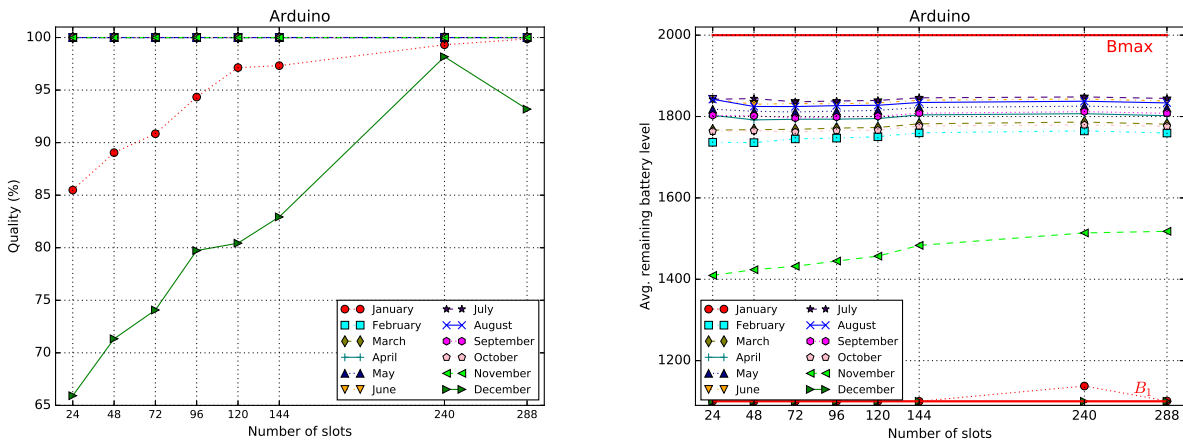 Arduino
Quality (%)
100
95
90
85
80
75
70
65
January
February
March
April
May
June
July
August
September
October
November
December
24 48 72 96 120 144 240 288
Number of slots
Arduino
Avg. remaining battery level
2000
1800
1600
1400
1200
Bmax
B1
January
February
March
April
May
June
July
August
September
October
November
December
24 48 72 96 120 144 240 288
Number of slots